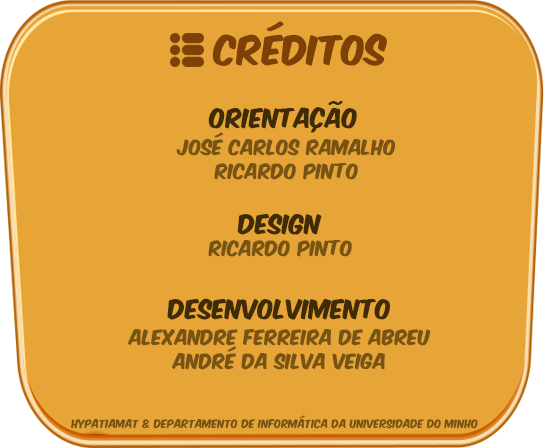 CRÉDITOS
ORIENTAÇÃO
JOSÉ CARLOS RAMALHO
RICARDO PINTO
DESIGN
RICARDO PINTO
DESENVOLVIMENTO
ALEXANDRE FERREIRA DE ABREU
ANDRÉ DA SILVA VEIGA
HYPATIAMAT & DEPARTAMENTO DE INFORMÁTICA DA UNIVERSIDADE DO MINHO